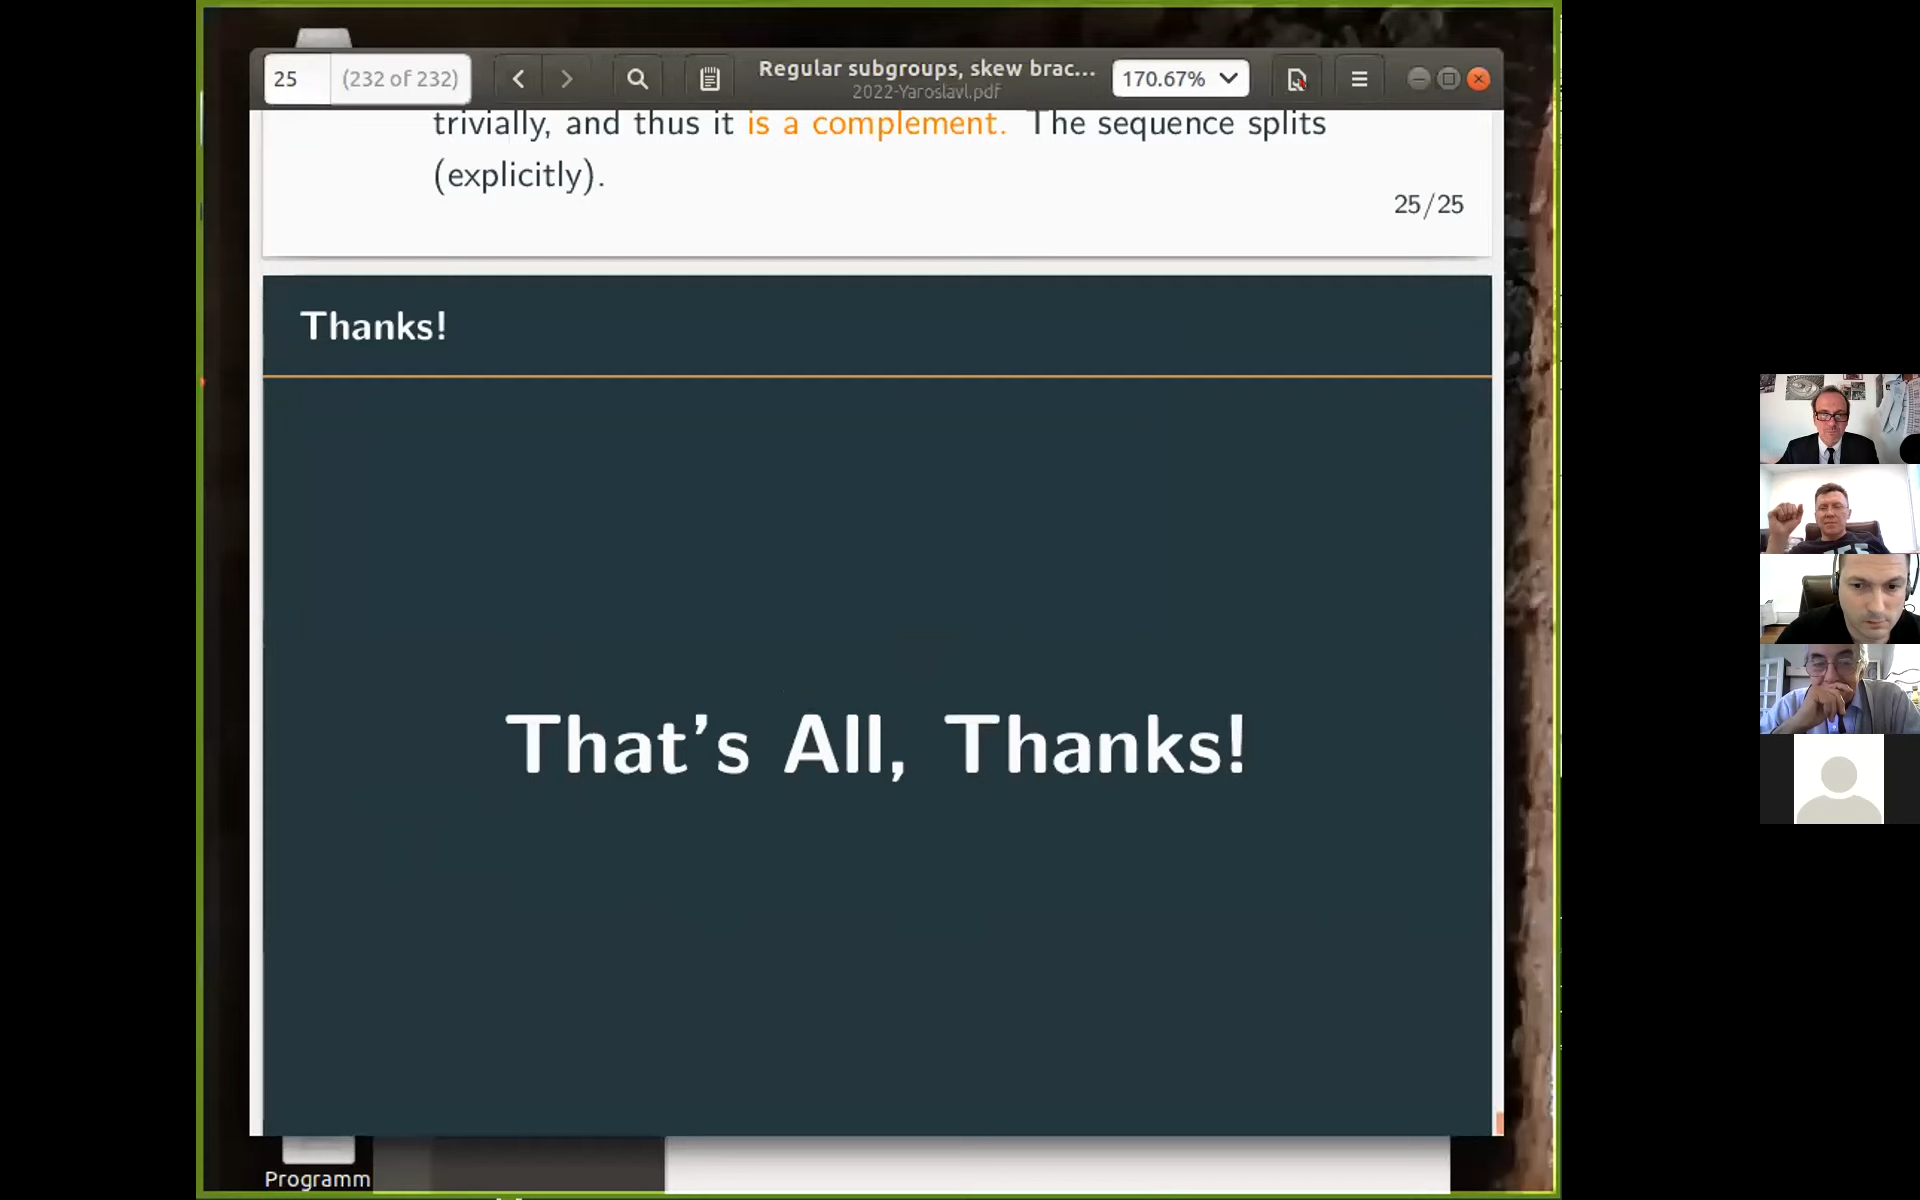 25 (232 of 232)
Regular subgroups, skew brac...
2022-Yaroslavl.pdf
170.67%
trivially, and thus it is a complement. The sequence splits
(explicitly).
25/25
Thanks!
That's All, Thanks!
Programm